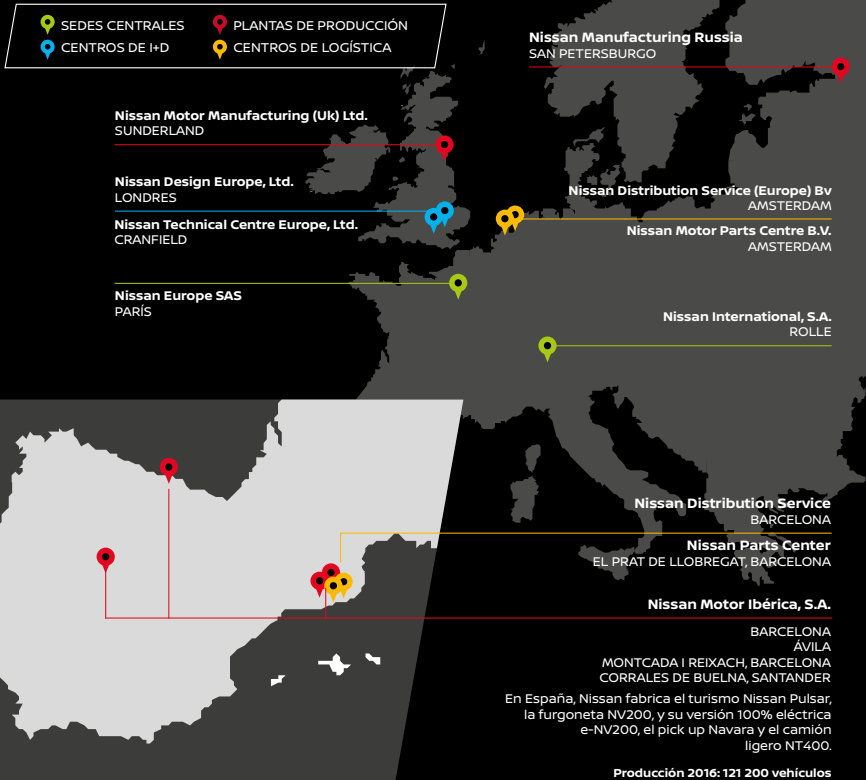 SEDES CENTRALES
PLANTAS DE PRODUCCIÓN
CENTROS DE I+D
CENTROS DE LOGÍSTICA
Nissan Manufacturing Russia
SAN PETERSBURGO
Nissan Motor Manufacturing (Uk) Ltd.
SUNDERLAND
Nissan Design Europe, Ltd.
LONDRES
Nissan Technical Centre Europe, Ltd.
CRANFIELD
Nissan Distribution Service (Europe) Bv
AMSTERDAM
Nissan Motor Parts Centre B.V.
AMSTERDAM
Nissan Europe SAS
PARÍS
Nissan International, S.A.
ROLLE
Nissan Distribution Service
BARCELONA
Nissan Parts Center
EL PRAT DE LLOBREGAT, BARCELONA
Nissan Motor Ibérica, S.A.
BARCELONA
ÁVILA
MONTCADA I REIXACH, BARCELONA
CORRALES DE BUELNA, SANTANDER
En España, Nissan fabrica el turismo Nissan Pulsar,
la furgoneta NV200, y su versión 100% eléctrica
e-NV200, el pick up Navara y el camión
ligero NT400.
Producción 2016: 121 200 vehículos